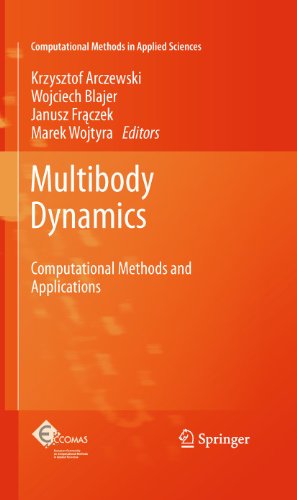 Computational Methods in Applied Sciences
Krzysztof Arczewski
Wojciech Blajer
Janusz Frączek
Marek Wojtyra Editors
Multibody
Dynamics
Computational Methods and
Applications
ECCOMAS
Springer